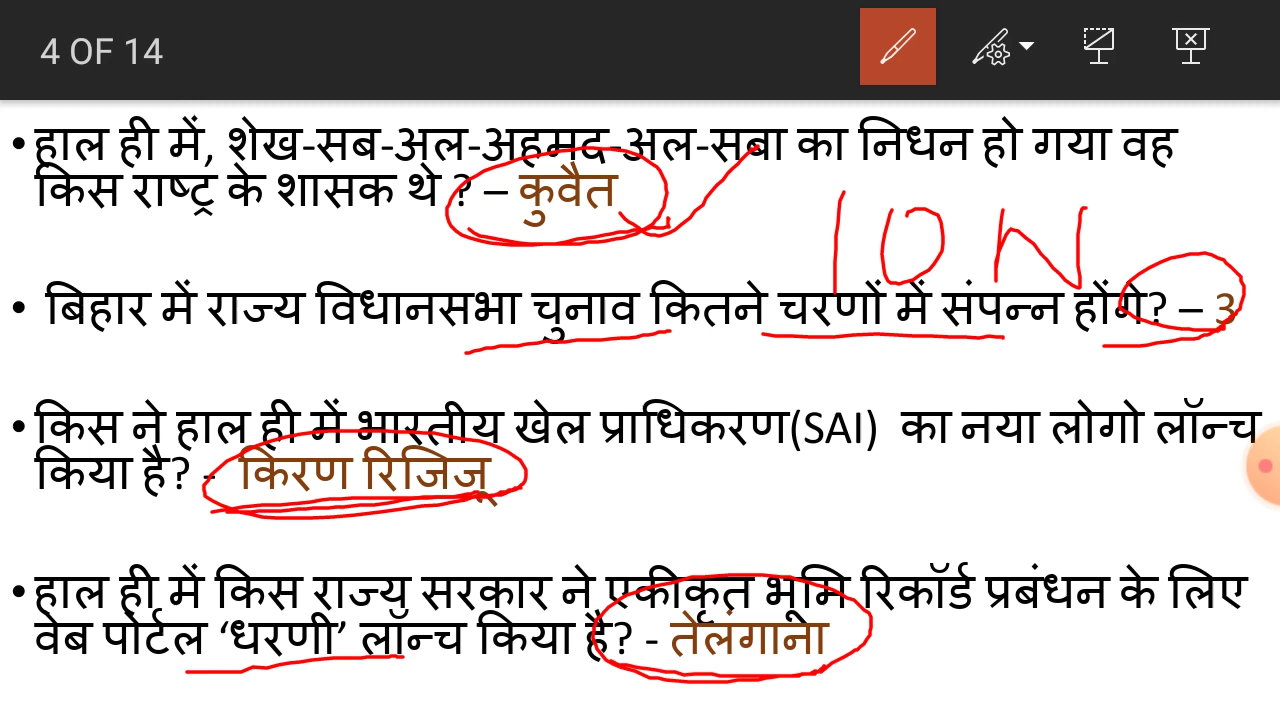 4 OF 14
• हाल ही में, शेख-सब-अल-अहमद-अल-सबा का निधन हो गया वह
किस राष्ट्र के शासक थे ? – कुवैत
10 N
• बिहार में राज्य विधानसभा चुनाव कितने चरणों में संपन्न होंगे? – 3
• किस ने हाल ही में भारतीय खेल प्राधिकरण(SAI) का नया लोगो लॉन्च
किया है? - किरण रिजिजू
• हाल ही में किस राज्य सरकार ने एकीकृत भूमि रिकॉर्ड प्रबंधन के लिए
वेब पोर्टल ‘धरणी’ लॉन्च किया है? - तेलंगाना